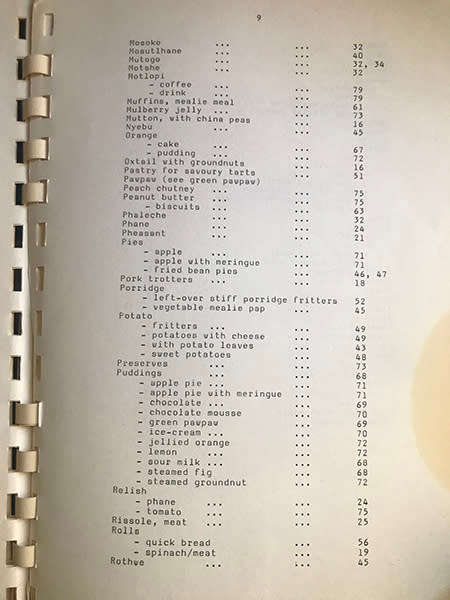 9
Mosoko ... ... 32
Mosutlhane ... ... 40
Mutogo ... ... 32, 34
Motshe ... ... 32
Motlopi
- coffee ... ... 79
- drink ... ... 79
Muffins, mealie meal ... 61
Mulberry jelly ... ... 73
Mutton, with china peas ... 16
Nyebu ... ... 45
Orange
- cake ... ... 67
- pudding ... ... 72
Oxtail with groundnuts ... 16
Pastry for savoury tarts ... 51
Pawpaw (see green pawpaw)
Peach chutney ... ... 75
Peanut butter ... ... 75
- biscuits ... ... 63
Phaleche ... ... 32
Phane ... ... 24
Pheasant ... ... 21
Pies
- apple ... ... 71
- apple with meringue ... 71
- fried bean pies ... 46, 47
Pork trotters ... ... 18
Porridge
- left-over stiff porridge fritters 52
- vegetable mealie pap ... 45
Potato
- fritters ... ... 49
- potatoes with cheese ... 49
- with potato leaves ... 43
- sweet potatoes ... 48
Preserves ... ... 73
Puddings ... ... 68
- apple pie ... ... 71
- apple pie with meringue ... 71
- chocolate ... ... 69
- chocolate mousse ... 70
- green pawpaw ... 69
- ice-cream ... ... 70
- jellied orange ... 72
- lemon ... ... 72
- sour milk ... ... 68
- steamed fig ... 68
- steamed groundnut ... 72
Relish
- phane ... ... 24
- tomato ... ... 75
Rissole, meat ... ... 25
Rolls
- quick bread ... 56
- spinach/meat ... 19
Rothwe ... ... 45